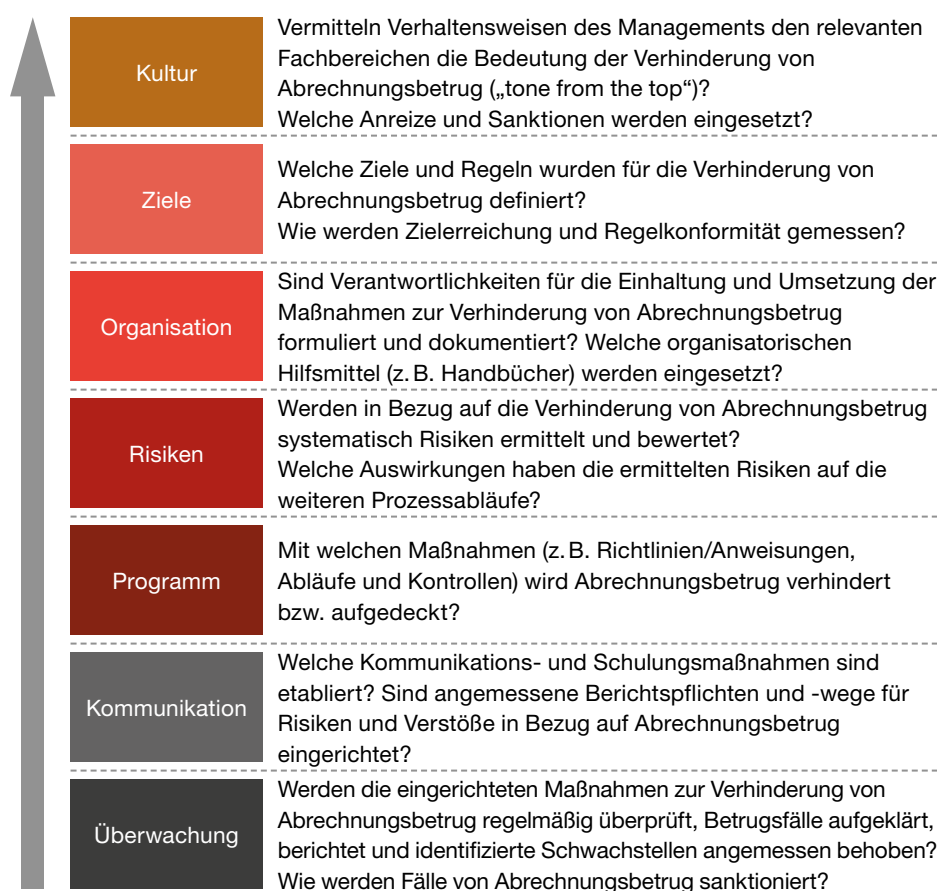 Kultur
Vermitteln Verhaltensweisen des Managements den relevanten
Fachbereichen die Bedeutung der Verhinderung von
Abrechnungsbetrug („tone from the top“)?
Welche Anreize und Sanktionen werden eingesetzt?
Ziele
Welche Ziele und Regeln wurden für die Verhinderung von
Abrechnungsbetrug definiert?
Wie werden Zielerreichung und Regelkonformität gemessen?
Organisation
Sind Verantwortlichkeiten für die Einhaltung und Umsetzung der
Maßnahmen zur Verhinderung von Abrechnungsbetrug
formuliert und dokumentiert? Welche organisatorischen
Hilfsmittel (z. B. Handbücher) werden eingesetzt?
Risiken
Werden in Bezug auf die Verhinderung von Abrechnungsbetrug
systematisch Risiken ermittelt und bewertet?
Welche Auswirkungen haben die ermittelten Risiken auf die
weiteren Prozessabläufe?
Programm
Mit welchen Maßnahmen (z. B. Richtlinien/Anweisungen,
Abläufe und Kontrollen) wird Abrechnungsbetrug verhindert
bzw. aufgedeckt?
Kommunikation
Welche Kommunikations- und Schulungsmaßnahmen sind
etabliert? Sind angemessene Berichtspflichten und -wege für
Risiken und Verstöße in Bezug auf Abrechnungsbetrug
eingerichtet?
Überwachung
Werden die eingerichteten Maßnahmen zur Verhinderung von
Abrechnungsbetrug regelmäßig überprüft, Betrugsfälle aufgeklärt,
berichtet und identifizierte Schwachstellen angemessen behoben?
Wie werden Fälle von Abrechnungsbetrug sanktioniert?